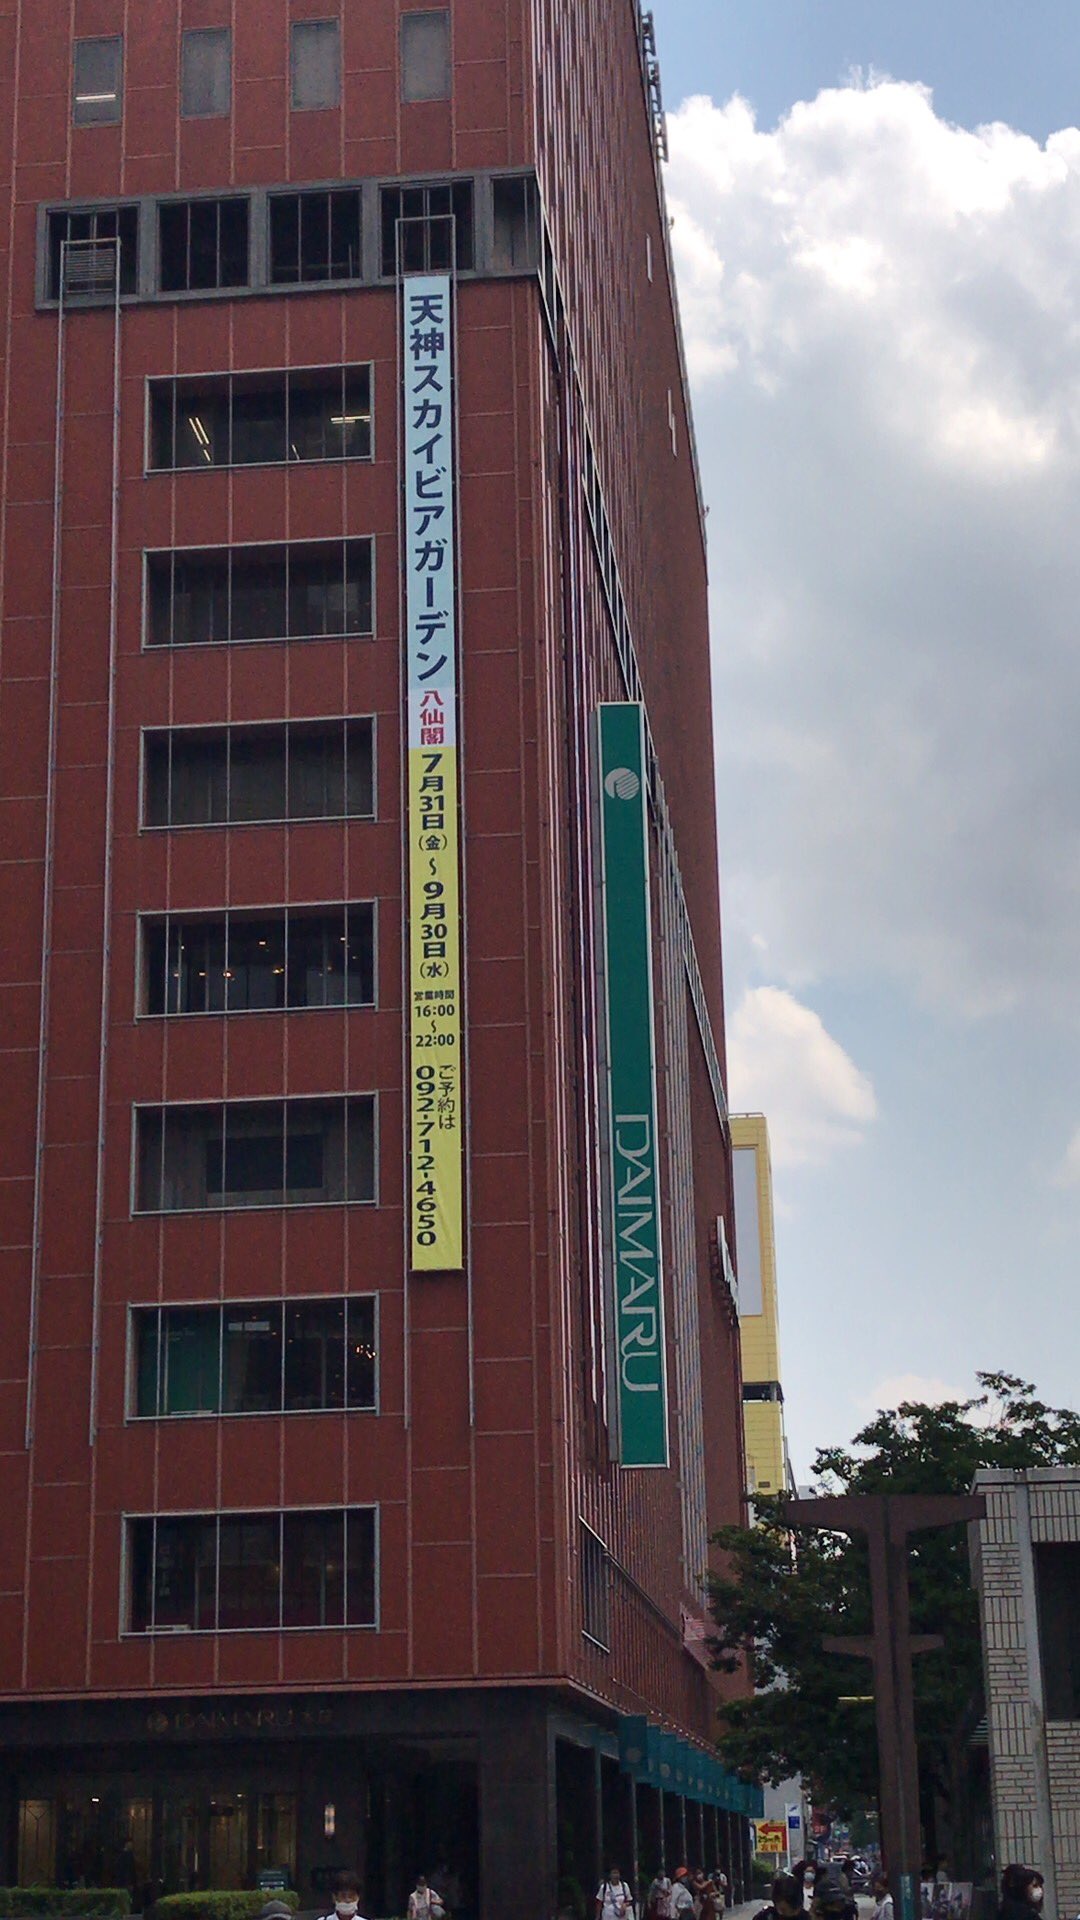 天神スカイビアガーデン
八仙閣
7月31日(金)～9月30日(水)
営業時間
16:00
～
22:00
ご予約は
092-712-4650
DAIMARU
DAIMARU